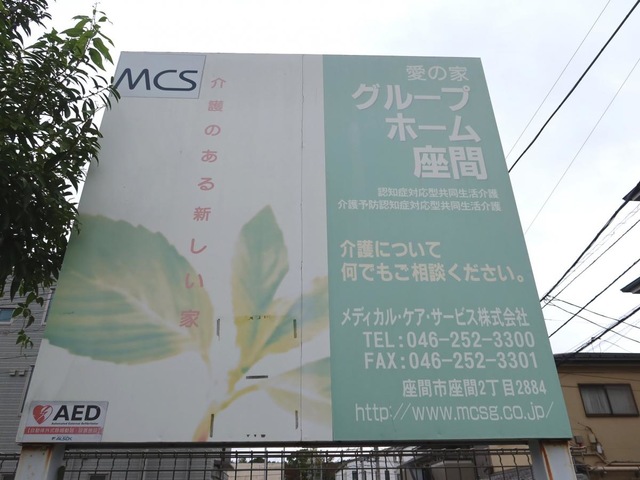 MCS
介護のある新しい家
愛の家
グループ
ホーム
座間
認知症対応型共同生活介護
介護予防認知症対応型共同生活介護
介護について
何でもご相談ください。
メディカル・ケア・サービス株式会社
TEL:046-252-3300
FAX:046-252-3301
座間市座間2丁目2884
http://www.mcsg.co.jp/
AED
Automated External Defibrillator
ALSOK